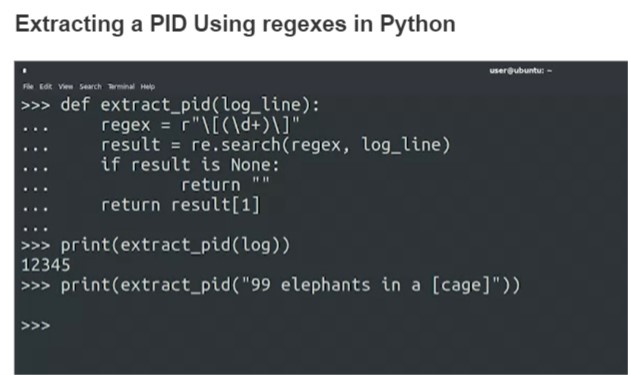 Extracting a PID Using regexes in Python
user@ubuntu: ~
File Edit View Search Terminal Help
>>> def extract_pid(log_line):
...     regex = r"\[(\d+)\]"
...     result = re.search(regex, log_line)
...     if result is None:
...             return ""
...     return result[1]
...
>>> print(extract_pid(log))
12345
>>> print(extract_pid("99 elephants in a [cage]"))
>>>